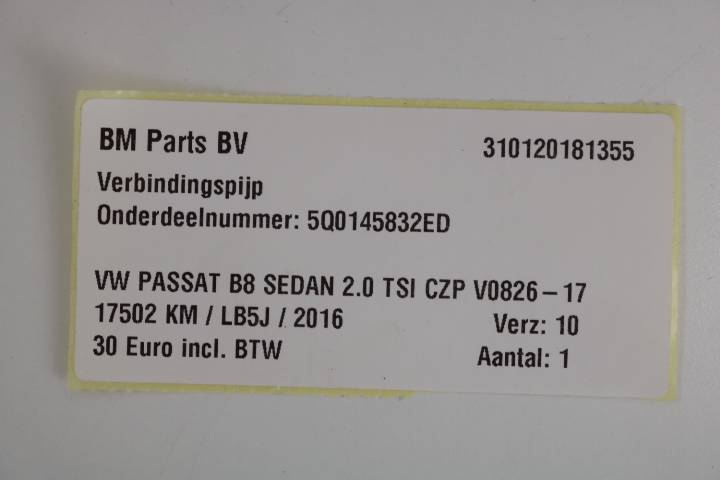 BM Parts BV 310120181355
Verbindingspijp
Onderdeelnummer: 5Q0145832ED
VW PASSAT B8 SEDAN 2.0 TSI CZP V0826-17
17502 KM / LB5J / 2016 Verz: 10
30 Euro incl. BTW Aantal: 1